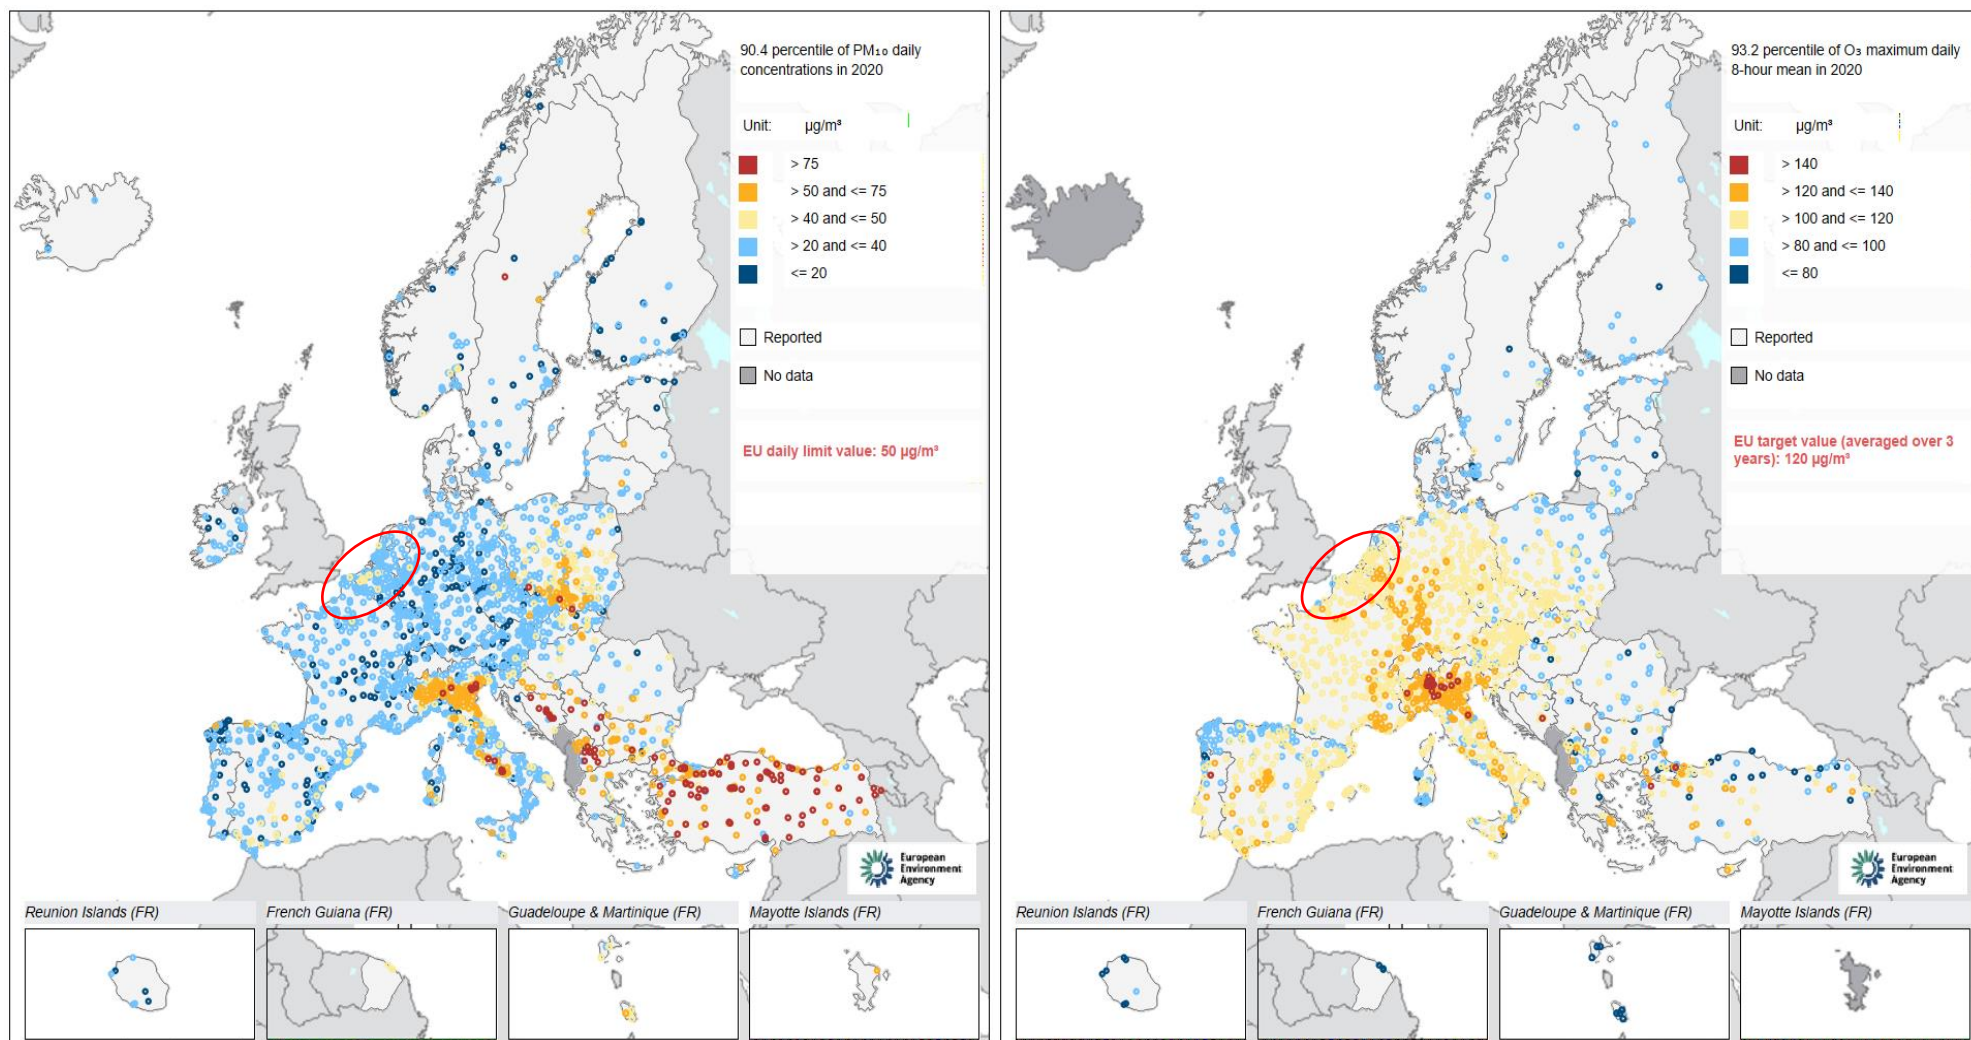 90.4 percentile of PM₁₀ daily
concentrations in 2020
Unit: µg/m³
> 75
> 50 and <= 75
> 40 and <= 50
> 20 and <= 40
<= 20
Reported
No data
EU daily limit value: 50 µg/m³
European
Environment
Agency
Reunion Islands (FR)
French Guiana (FR)
Guadeloupe & Martinique (FR)
Mayotte Islands (FR)
93.2 percentile of O₃ maximum daily
8-hour mean in 2020
Unit: µg/m³
> 140
> 120 and <= 140
> 100 and <= 120
> 80 and <= 100
<= 80
Reported
No data
EU target value (averaged over 3
years): 120 µg/m³
European
Environment
Agency
Reunion Islands (FR)
French Guiana (FR)
Guadeloupe & Martinique (FR)
Mayotte Islands (FR)